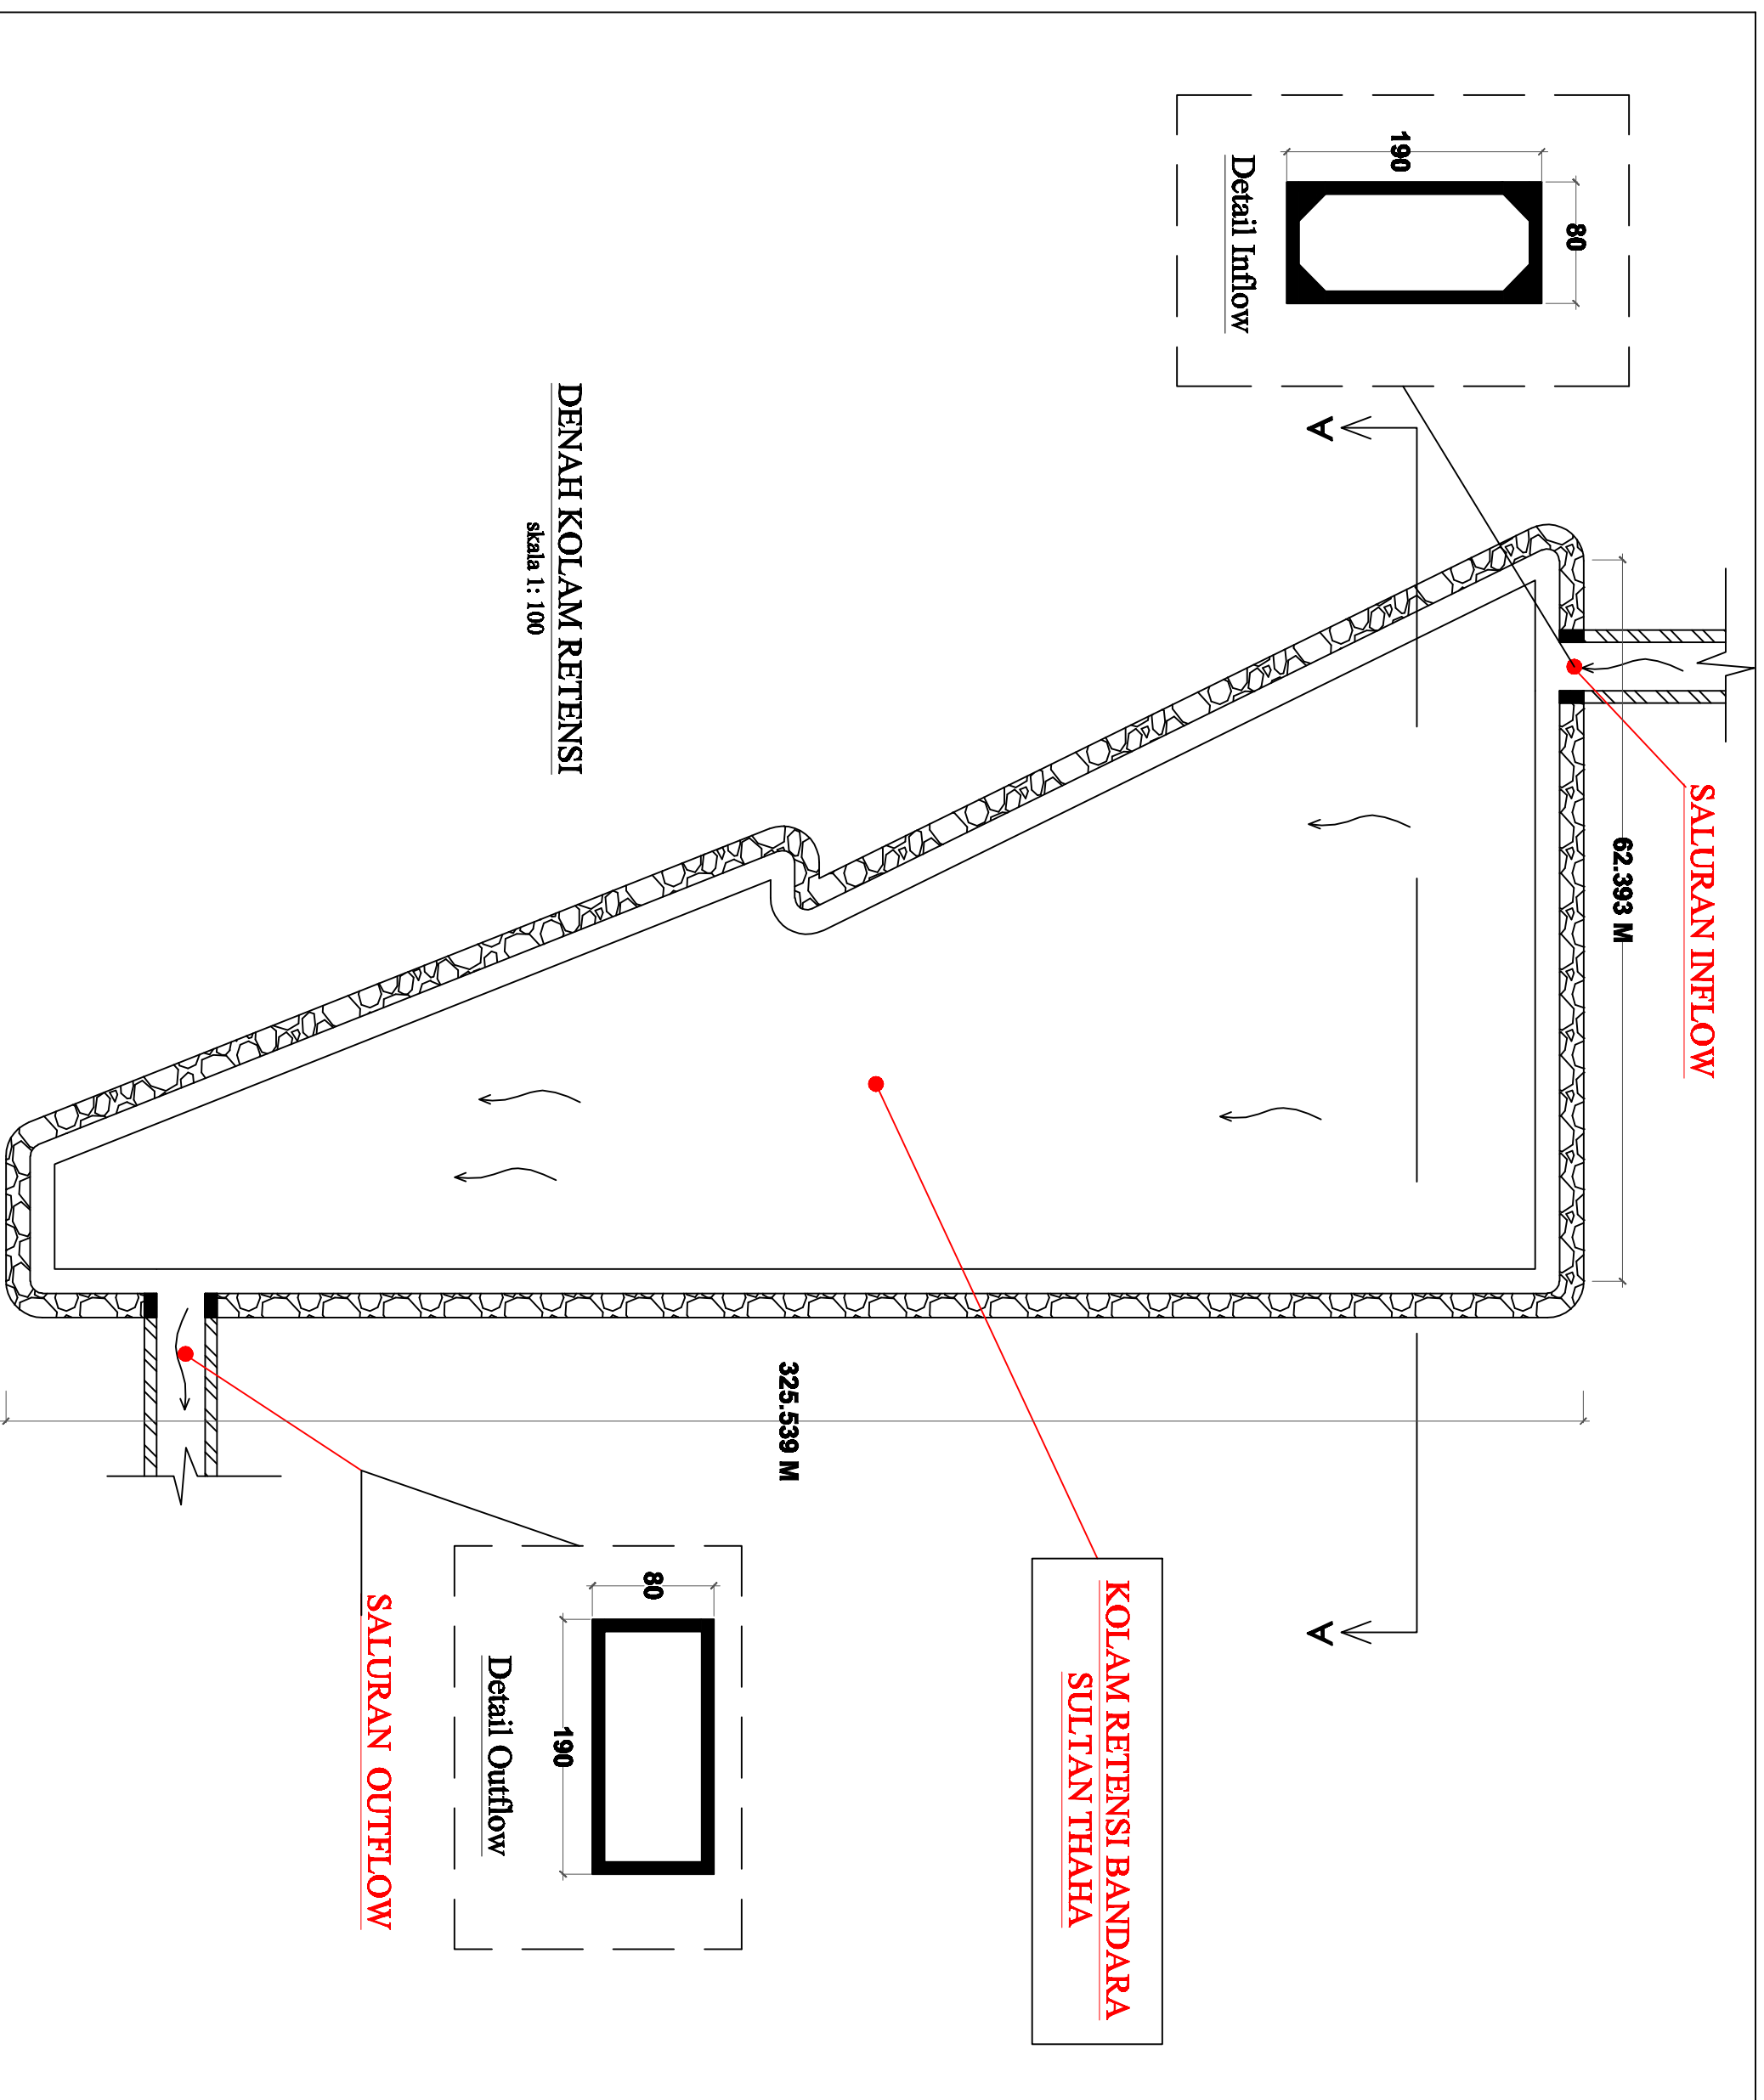 SALURAN INFLOW
62.393 M
80
190
Detail Inflow
A
A
KOLAM RETENSI BANDARA
SULTAN THAHA
325.539 M
DENAH KOLAM RETENSI
skala 1: 100
80
190
Detail Outflow
SALURAN OUTFLOW